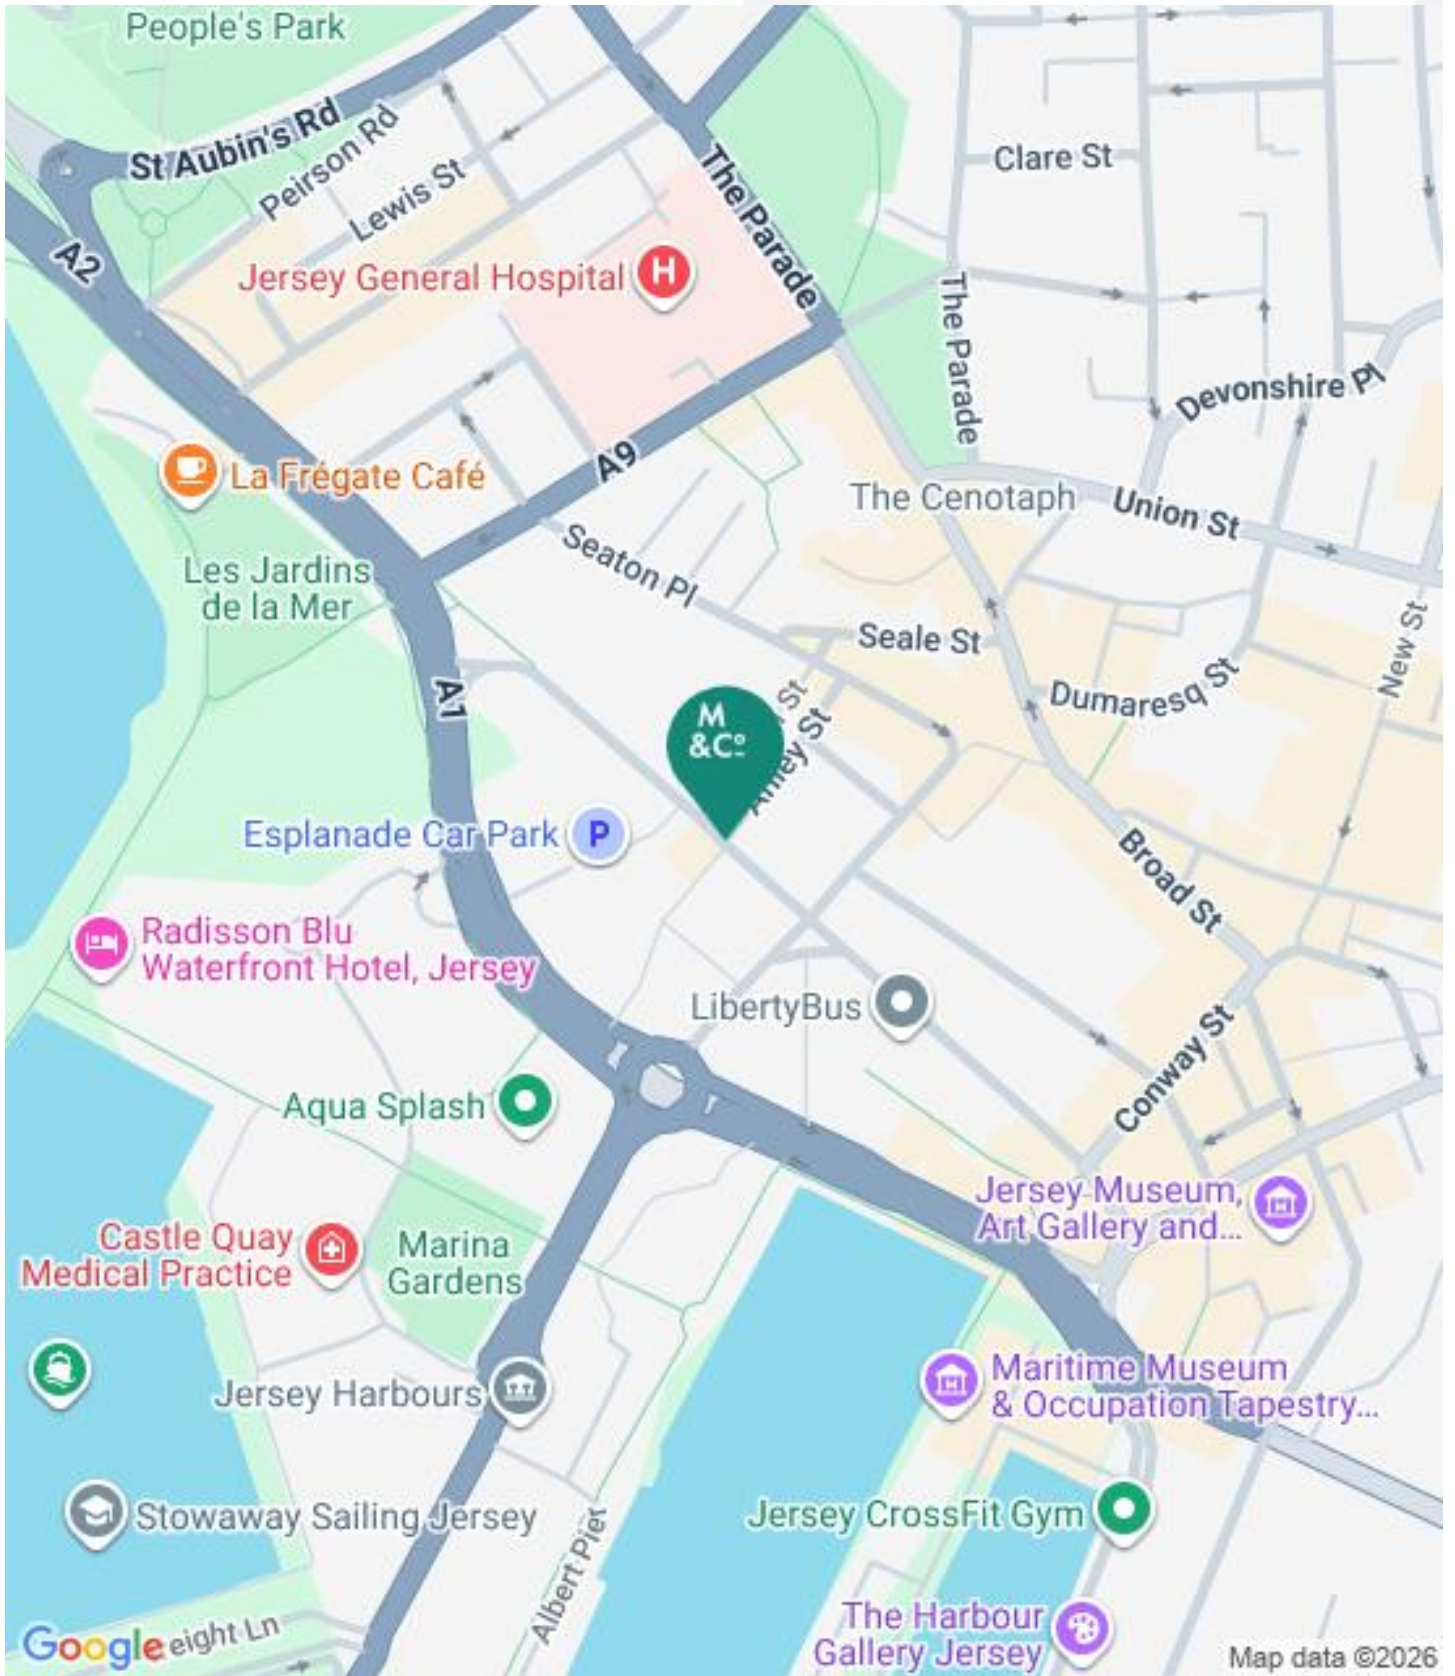 People's Park
St Aubin's Rd
Peirson Rd
Lewis St
The Parade
Clare St
A2
Jersey General Hospital
H
The Parade
Devonshire Pl
A9
La Frégate Café
The Cenotaph
Union St
Seaton Pl
Les Jardins
de la Mer
Seale St
New St
Dumaresq St
A1
M
&Cº
St
St
Esplanade Car Park
P
Broad St
Radisson Blu
Waterfront Hotel, Jersey
LibertyBus
Conway St
Aqua Splash
Jersey Museum,
Art Gallery and...
Castle Quay
Medical Practice
Marina
Gardens
Maritime Museum
& Occupation Tapestry...
Jersey Harbours
Stowaway Sailing Jersey
Jersey CrossFit Gym
Albert Pier
The Harbour
Gallery Jersey
Google
eight Ln
Map data ©2026